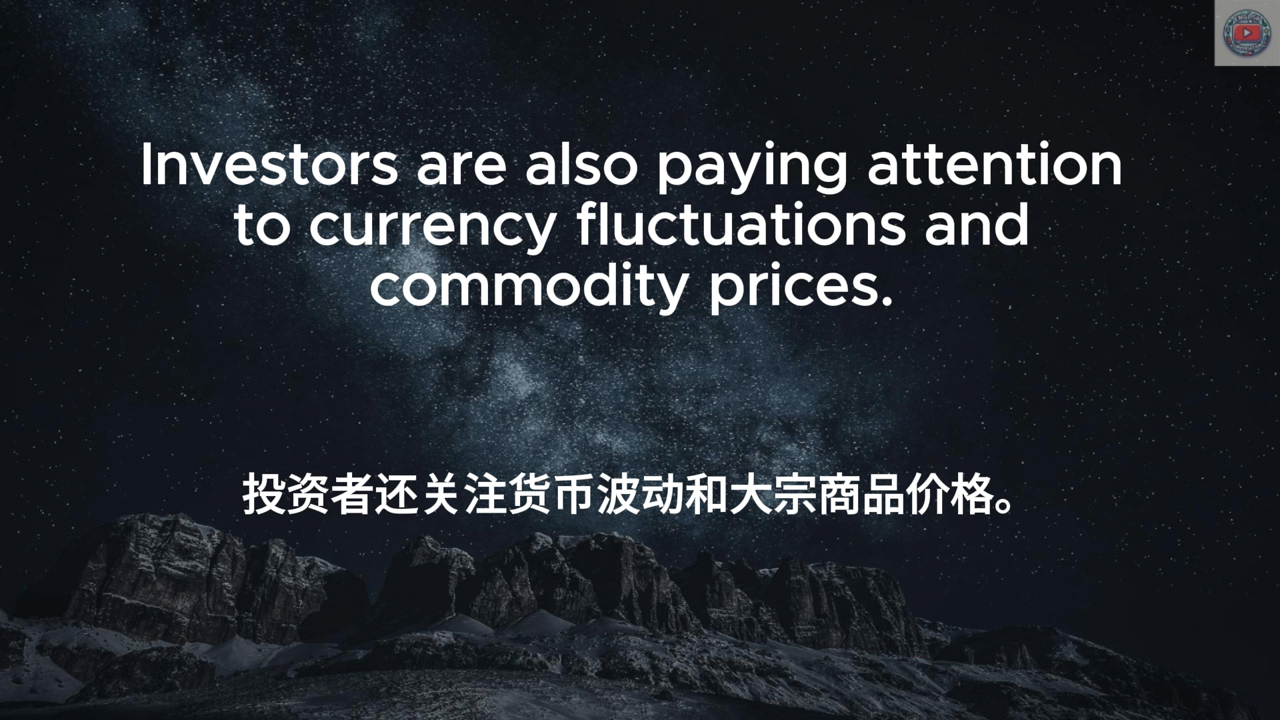 Investors are also paying attention
to currency fluctuations and
commodity prices.
投资者还关注货币波动和大宗商品价格。